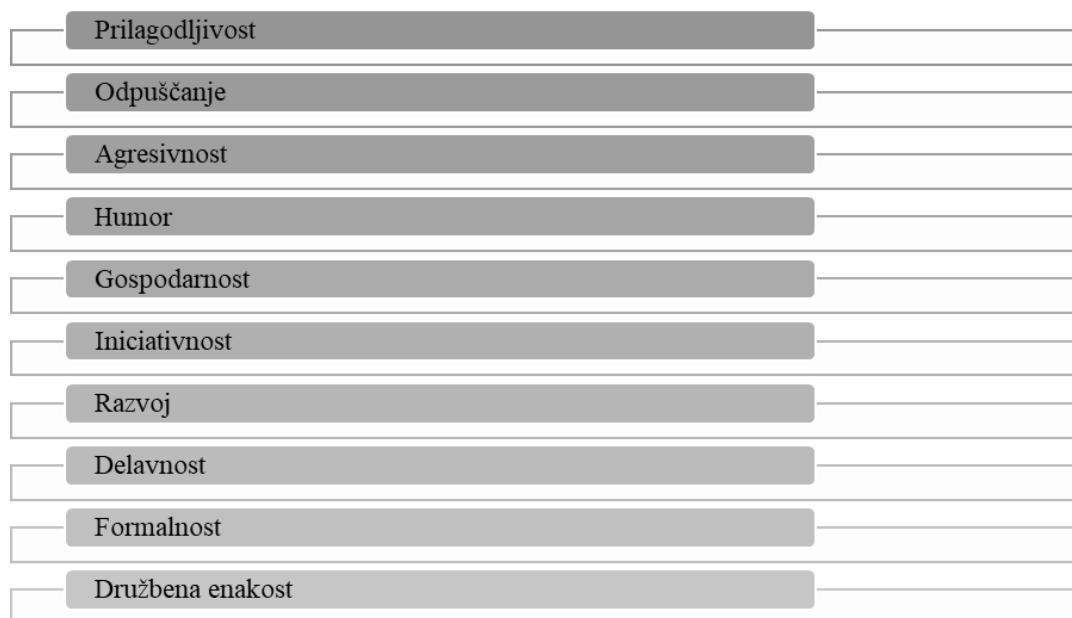 Prilagodljivost
Odpuščanje
Agresivnost
Humor
Gospodarnost
Iniciativnost
Razvoj
Delavnost
Formalnost
Družbena enakost